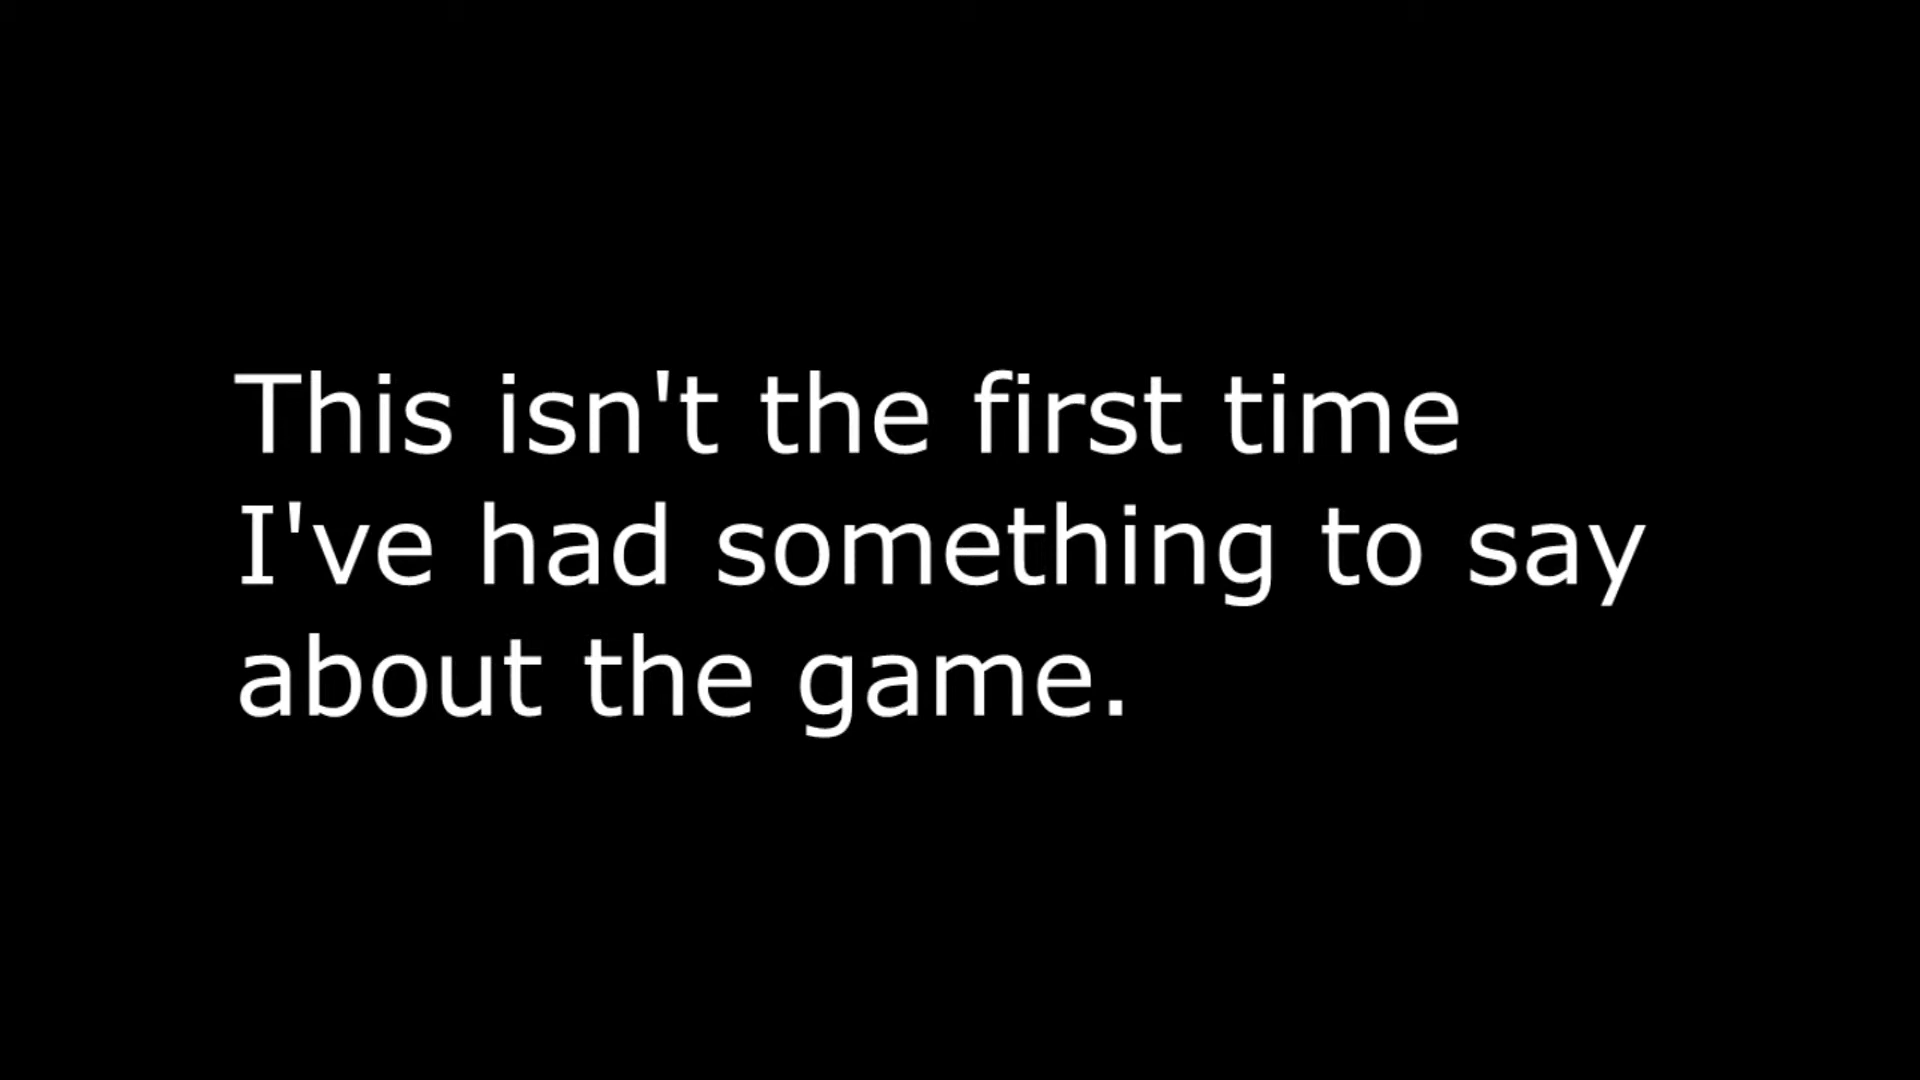 This isn't the first time
I've had something to say
about the game.